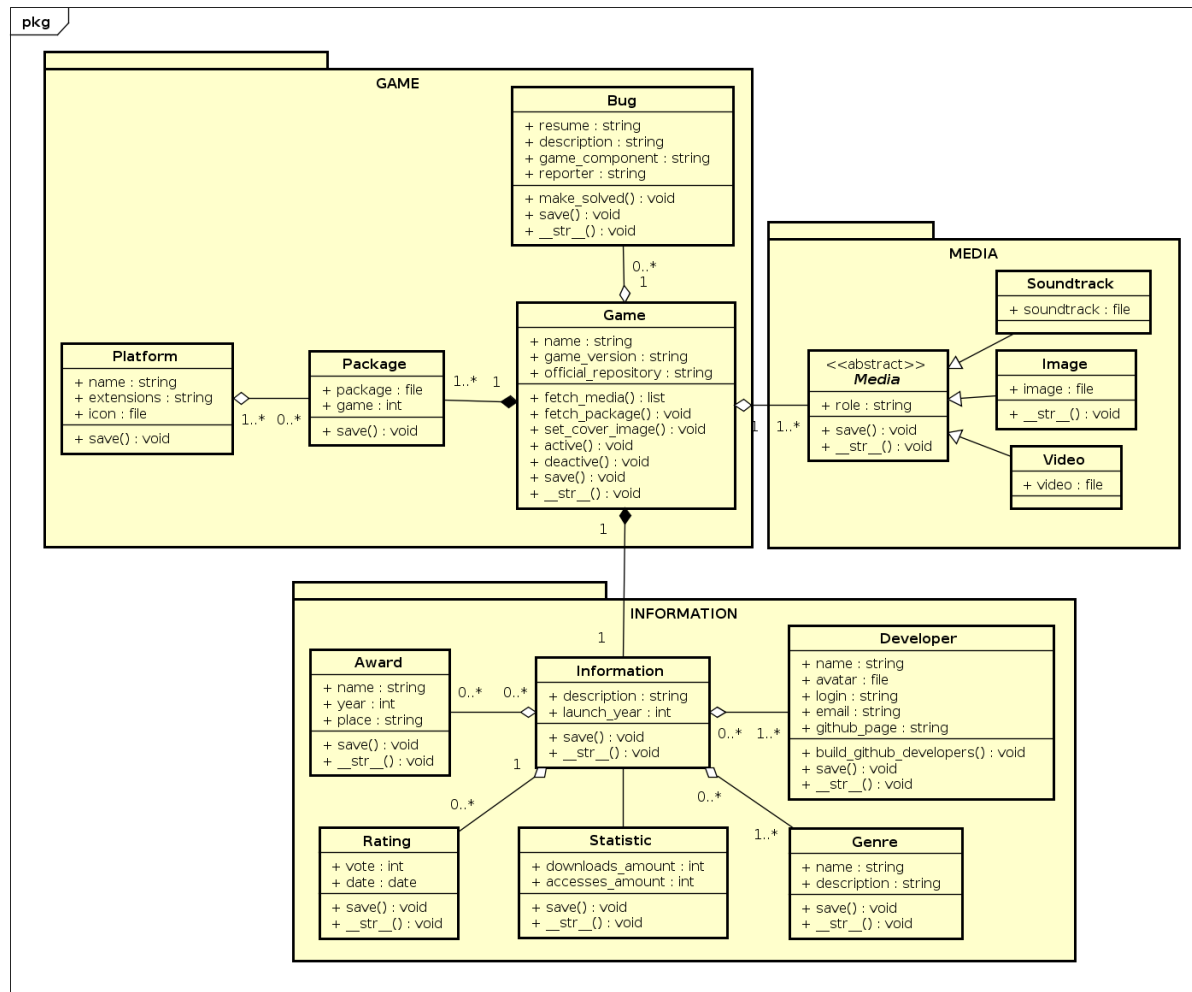 pkg
GAME
Bug
+ resume : string
+ description : string
+ game_component : string
+ reporter : string
+ make_solved() : void
+ save() : void
+ __str__() : void
0..*
1
Game
+ name : string
+ game_version : string
+ official_repository : string
+ fetch_media() : list
+ fetch_package() : void
+ set_cover_image() : void
+ active() : void
+ deactive() : void
+ save() : void
+ __str__() : void
Platform
+ name : string
+ extensions : string
+ icon : file
+ save() : void
1..*
0..*
Package
+ package : file
+ game : int
+ save() : void
1..*
1
1
1..*
MEDIA
Soundtrack
+ soundtrack : file
<<abstract>>
Media
+ role : string
+ save() : void
+ __str__() : void
Image
+ image : file
+ __str__() : void
Video
+ video : file
1
1
INFORMATION
Award
+ name : string
+ year : int
+ place : string
+ save() : void
+ __str__() : void
0..*
0..*
Information
+ description : string
+ launch_year : int
+ save() : void
+ __str__() : void
0..*
1..*
Developer
+ name : string
+ avatar : file
+ login : string
+ email : string
+ github_page : string
+ build_github_developers() : void
+ save() : void
+ __str__() : void
1
0..*
0..*
1..*
Rating
+ vote : int
+ date : date
+ save() : void
+ __str__() : void
Statistic
+ downloads_amount : int
+ accesses_amount : int
+ save() : void
+ __str__() : void
Genre
+ name : string
+ description : string
+ save() : void
+ __str__() : void